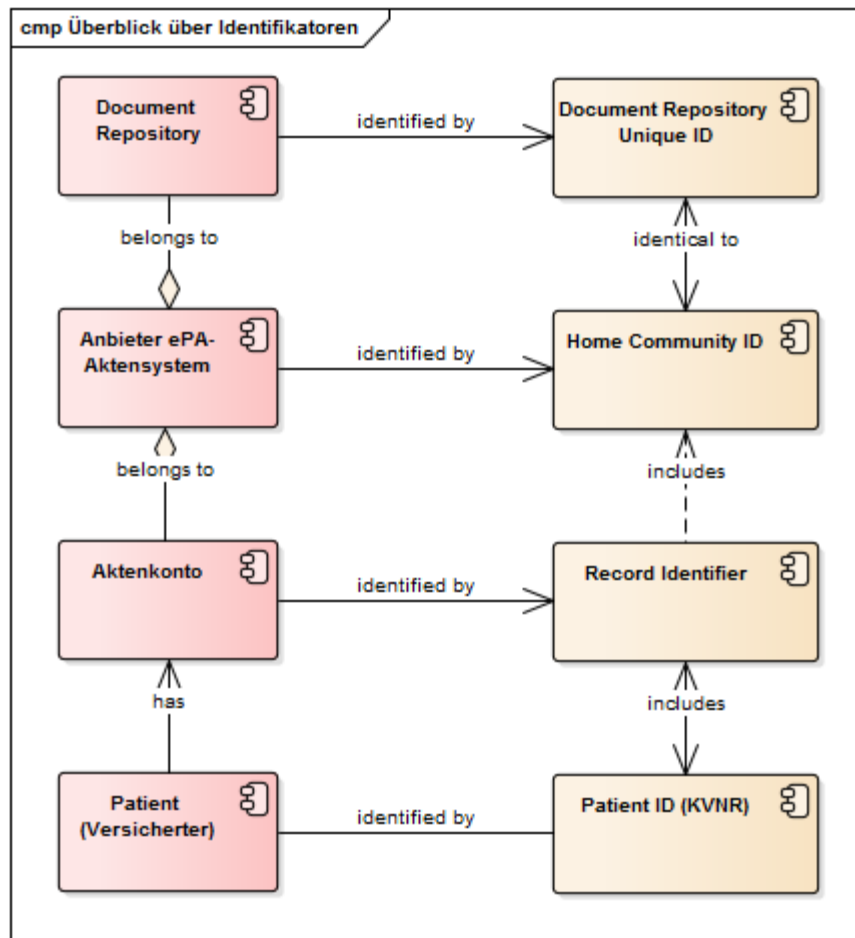 cmp Überblick über Identifikatoren
Document
Repository
identified by
Document Repository
Unique ID
belongs to
identical to
Anbieter ePA-
Aktensystem
identified by
Home Community ID
belongs to
includes
Aktenkonto
identified by
Record Identifier
has
includes
Patient
(Versicherter)
identified by
Patient ID (KVNR)